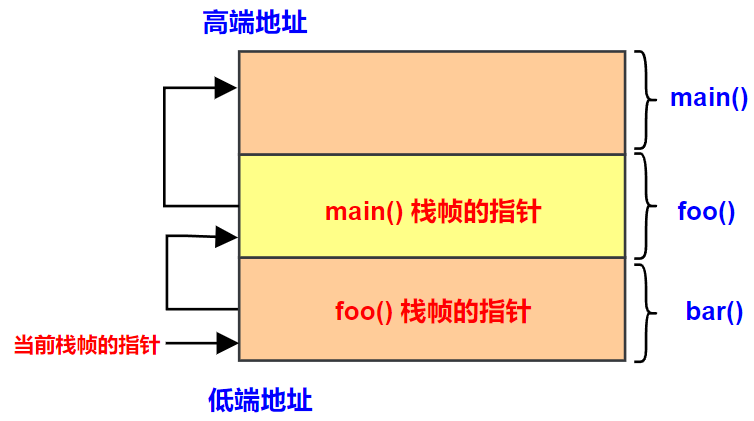 高端地址
main()
main() 栈帧的指针
foo()
foo() 栈帧的指针
bar()
当前栈帧的指针
低端地址